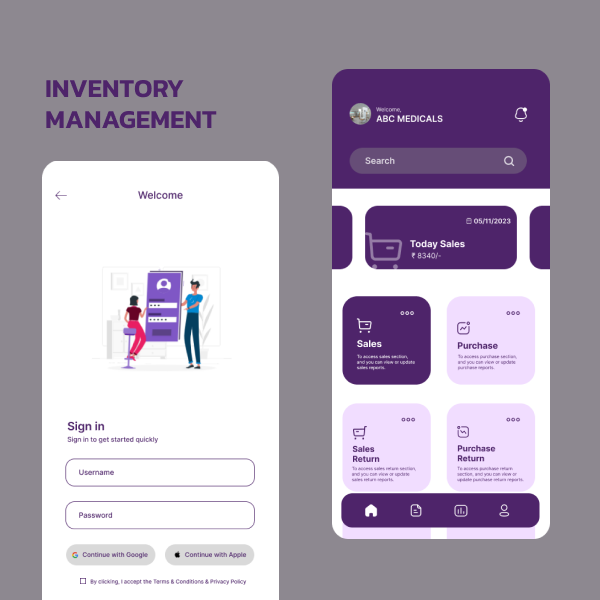 INVENTORY
MANAGEMENT
Welcome
Sign in
Sign in to get started quickly
Username
Password
Continue with Google
Continue with Apple
By clicking, I accept the Terms & Conditions & Privacy Policy
Welcome,
ABC MEDICALS
Search
05/11/2023
Today Sales
₹ 8340/-
Sales
To access sales section,
and you can view or update
sales reports.
Purchase
To access purchase section,
and you can view or update
purchase reports.
Sales
Return
To access sales return section,
and you can view or update
sales return reports.
Purchase
Return
To access purchase return
section, and you can view or
update purchase return reports.